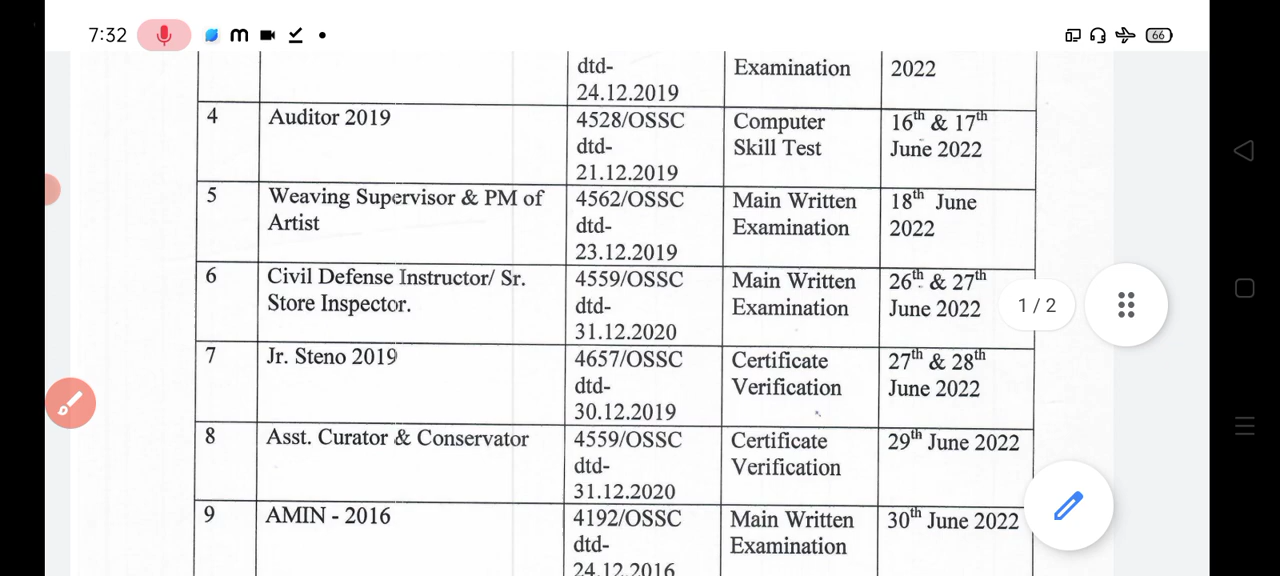 7:32
66
dtd- Examination 2022
24.12.2019
4 Auditor 2019 4528/OSSC Computer 16th & 17th
dtd- Skill Test June 2022
21.12.2019
5 Weaving Supervisor & PM of 4562/OSSC Main Written 18th June
Artist dtd- Examination 2022
23.12.2019
6 Civil Defense Instructor/ Sr. 4559/OSSC Main Written 26th & 27th
Store Inspector. dtd- Examination June 2022
31.12.2020
1 / 2
7 Jr. Steno 2019 4657/OSSC Certificate 27th & 28th
dtd- Verification June 2022
30.12.2019
8 Asst. Curator & Conservator 4559/OSSC Certificate 29th June 2022
dtd- Verification
31.12.2020
9 AMIN - 2016 4192/OSSC Main Written 30th June 2022
dtd- Examination
24.12.2016